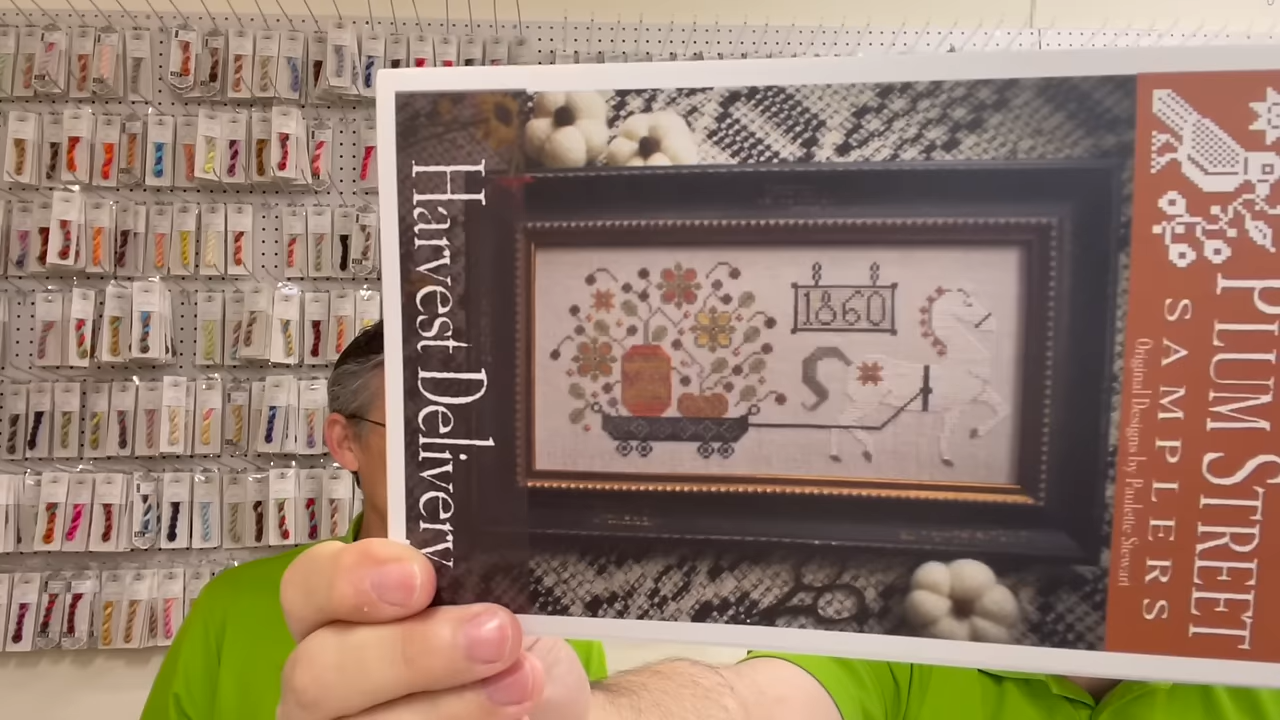 Harvest Delivery
1860
PLUM STREET
SAMPLERS
Original Designs by Paulette Stewart